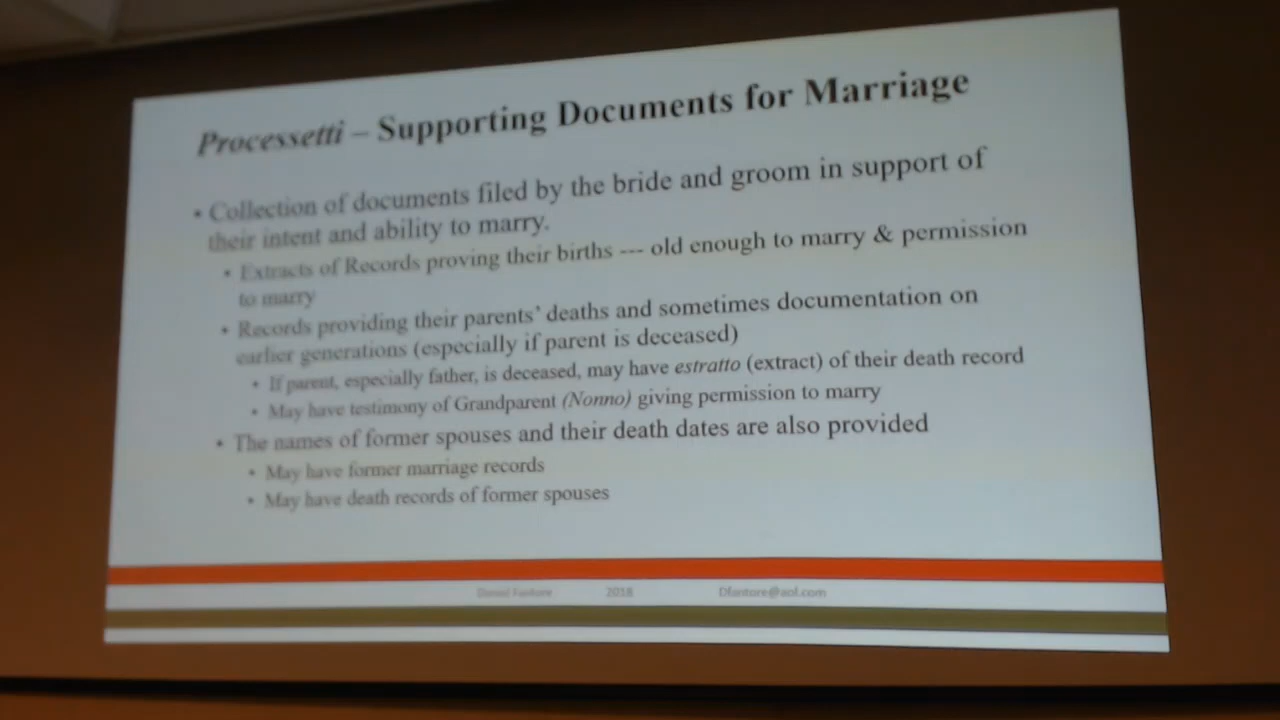 Processetti – Supporting Documents for Marriage
• Collection of documents filed by the bride and groom in support of
their intent and ability to marry.
• Extracts of Records proving their births --- old enough to marry & permission
to marry
• Records providing their parents' deaths and sometimes documentation on
earlier generations (especially if parent is deceased)
• If parent, especially father, is deceased, may have estratto (extract) of their death record
• May have testimony of Grandparent (Nonno) giving permission to marry
• The names of former spouses and their death dates are also provided
• May have former marriage records
• May have death records of former spouses
Daniel 2018 Dfantore@aol.com